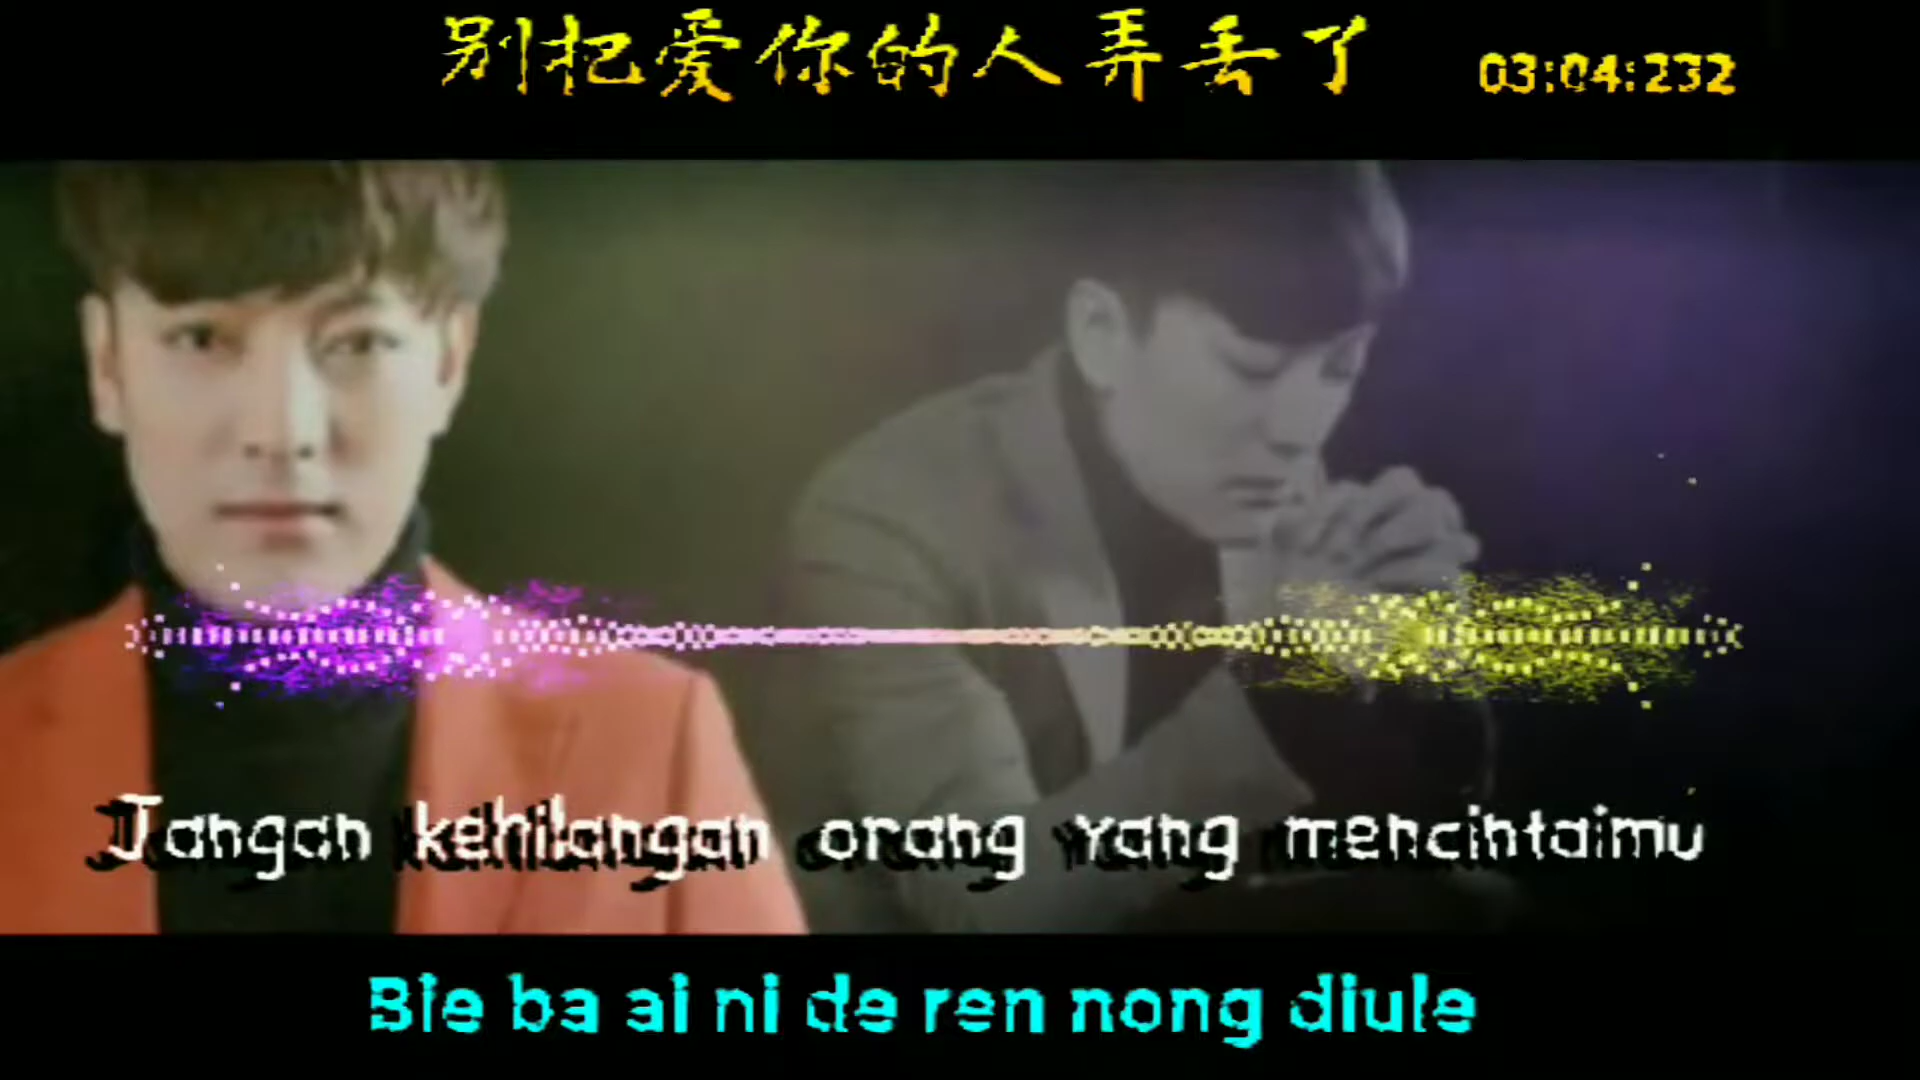 别把爱你的人弄丢了
03:04:232
Jangan kehilangan orang yang mencintaimu
Bie ba ai ni de ren nong diule